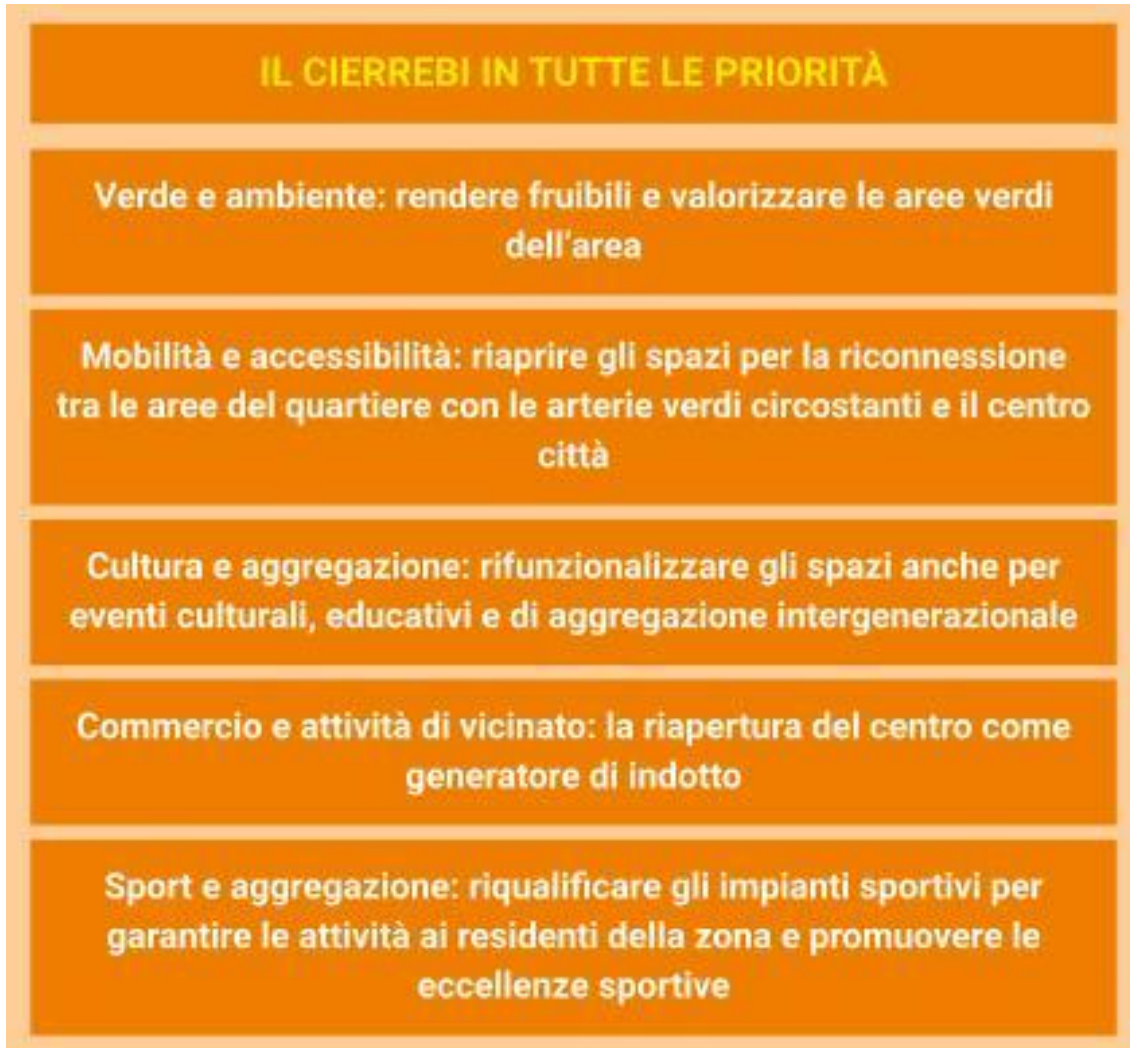 IL CIERREBI IN TUTTE LE PRIORITÀ
Verde e ambiente: rendere fruibili e valorizzare le aree verdi
dell'area
Mobilità e accessibilità: riaprire gli spazi per la riconnessione
tra le aree del quartiere con le arterie verdi circostanti e il centro
città
Cultura e aggregazione: rifunzionalizzare gli spazi anche per
eventi culturali, educativi e di aggregazione intergenerazionale
Commercio e attività di vicinato: la riapertura del centro come
generatore di indotto
Sport e aggregazione: riqualificare gli impianti sportivi per
garantire le attività ai residenti della zona e promuovere le
eccellenze sportive